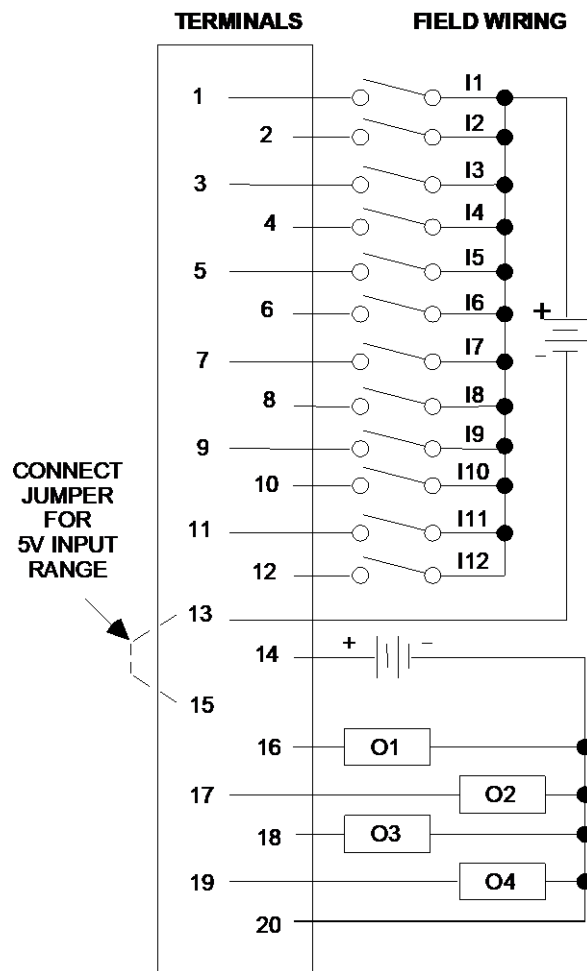 TERMINALS FIELD WIRING
1 I1
2 I2
3 I3
4 I4
5 I5
6 I6
+
7 I7
-
8 I8
9 I9
CONNECT
JUMPER
FOR
5V INPUT
RANGE
10 I10
11 I11
12 I12
13
14 + -
15
16 O1
17 O2
18 O3
19 O4
20